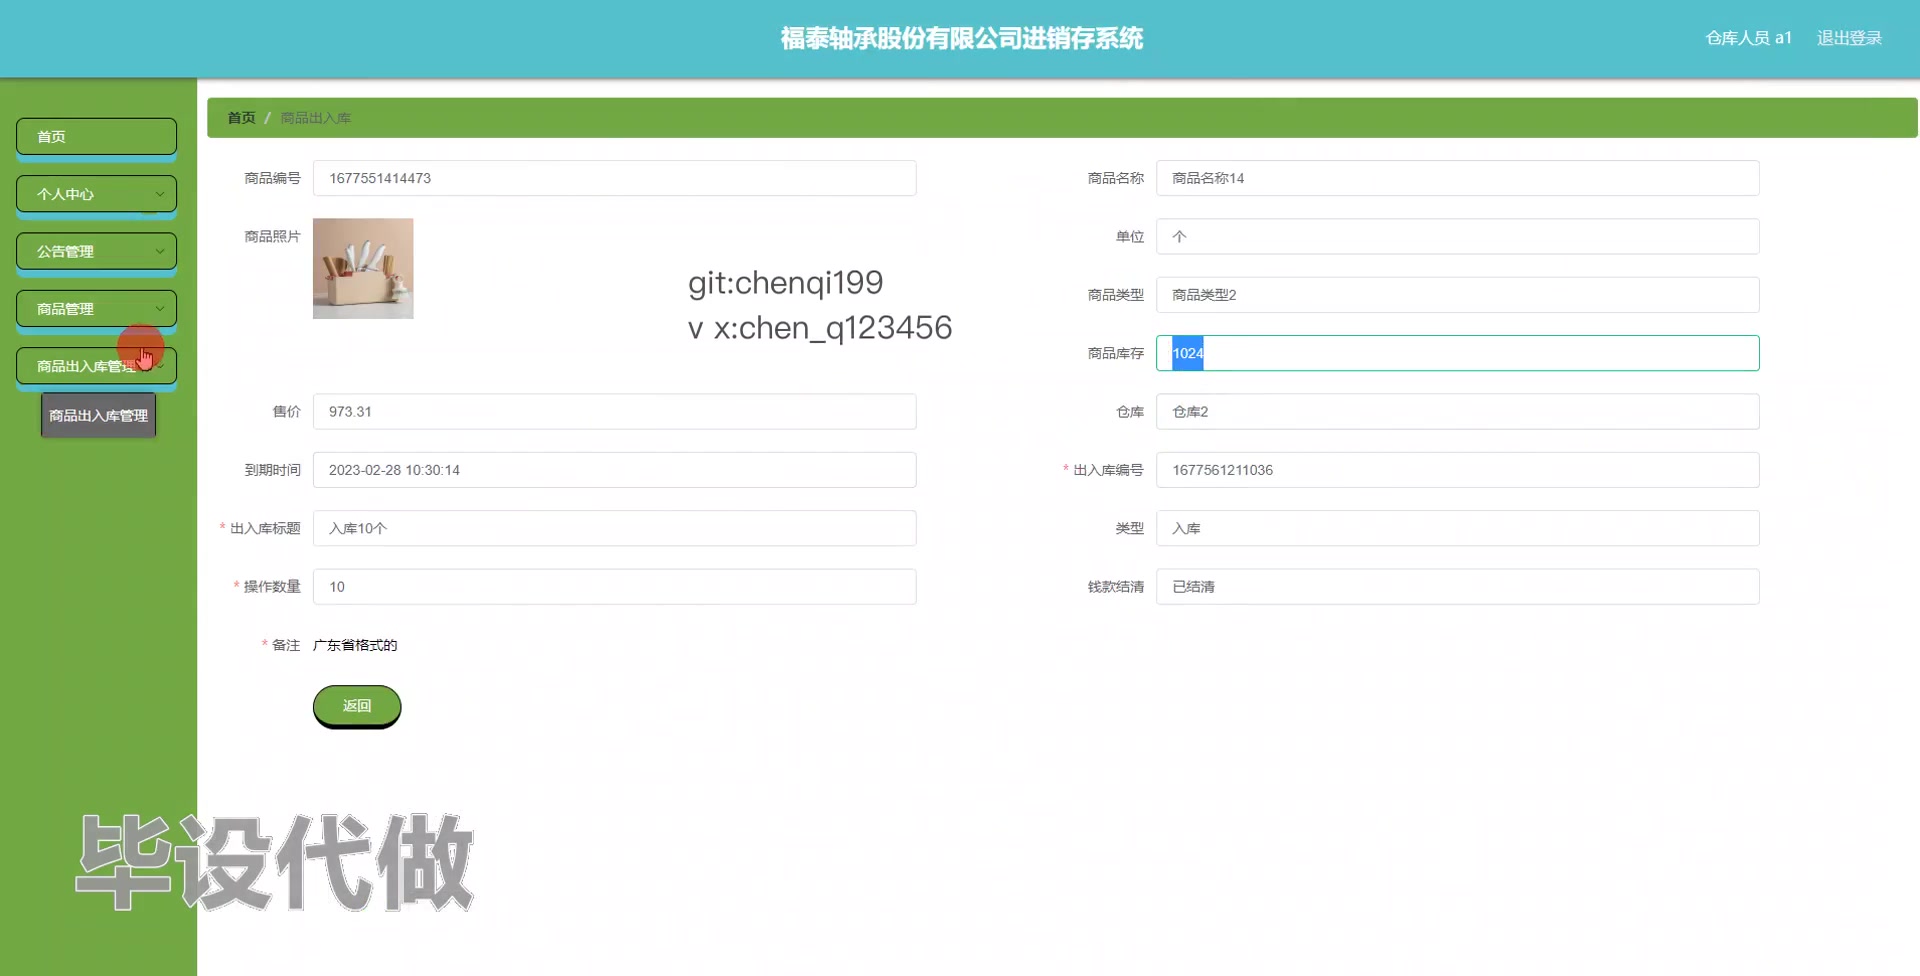 福泰轴承股份有限公司进销存系统
仓库人员 a1 退出登录
首页
个人中心
公告管理
商品管理
商品出入库管理
商品出入库管理
首页 / 商品出入库
商品编号 1677551414473
商品名称 商品名称14
商品照片
单位 个
git:chenqi199
v x:chen_q123456
商品类型 商品类型2
商品库存 1024
售价 973.31
仓库 仓库2
到期时间 2023-02-28 10:30:14
* 出入库编号 1677561211036
* 出入库标题 入库10个
类型 入库
* 操作数量 10
钱款结清 已结清
* 备注 广东省格式的
返回
毕设代做